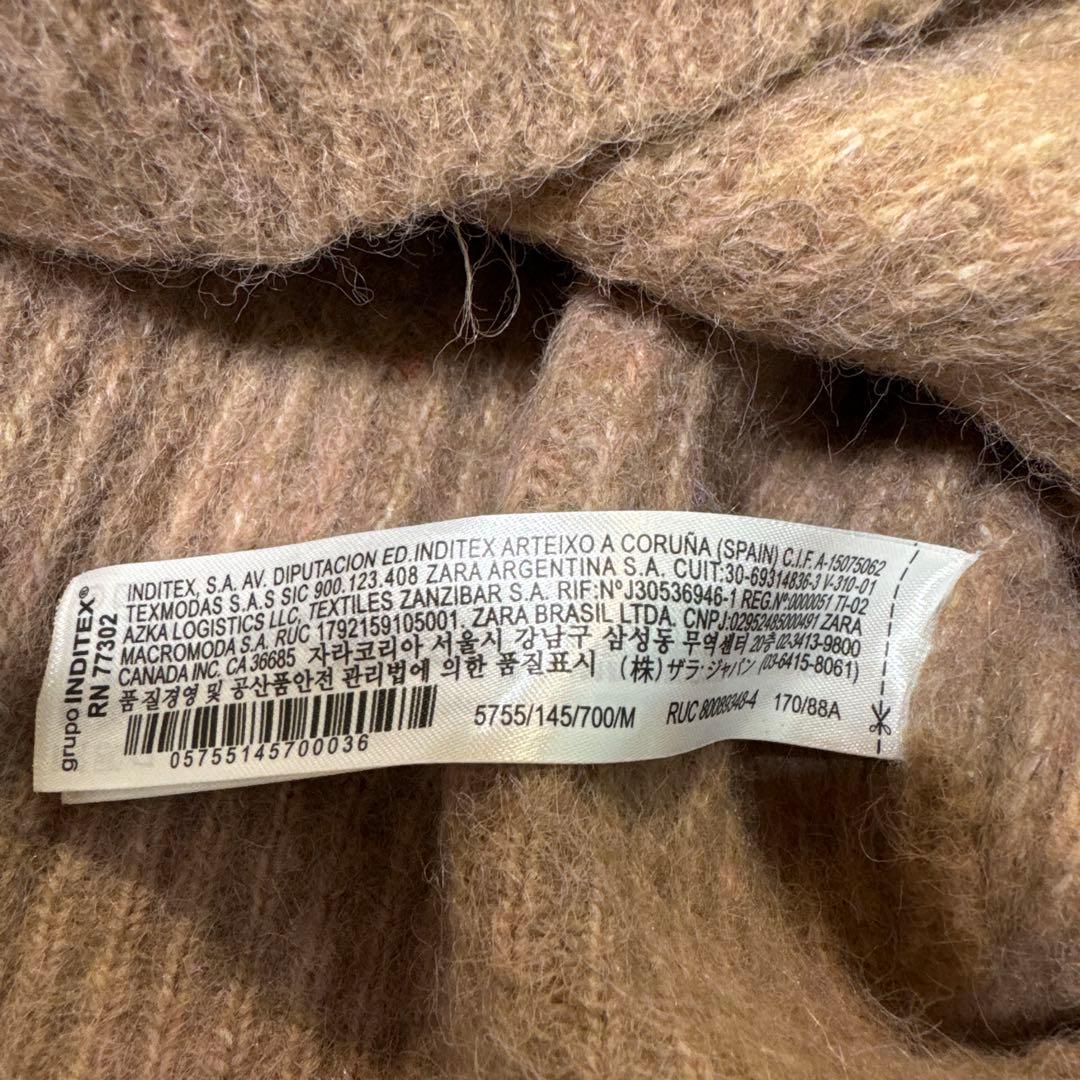 grupo INDITEX®
RN 77302
INDITEX, S.A. AV. DIPUTACION ED. INDITEX ARTEIXO A CORUÑA (SPAIN) C.I.F. A-15075062
TEXMODAS S.A.S SIC 900.123.408 ZARA ARGENTINA S.A. CUIT:30-69314836-3 V-310-01
AZKA LOGISTICS LLC, TEXTILES ZANZIBAR S.A. RIF:Nº J30536946-1 REG.Nº:0000051 TI-02
MACROMODA S.A. RUC 1792159105001. ZARA BRASIL LTDA. CNPJ:02952485000491 ZARA
CANADA INC. CA 36685 자라코리아 서울시 강남구 삼성동 무역센터 20층 02-3413-9800
품질경영 및 공산품안전 관리법에 의한 품질표시 (株) ザラ・ジャパン (03-6415-8061)
5755/145/700/M RUC 80089348-4 170/88A
05755145700036